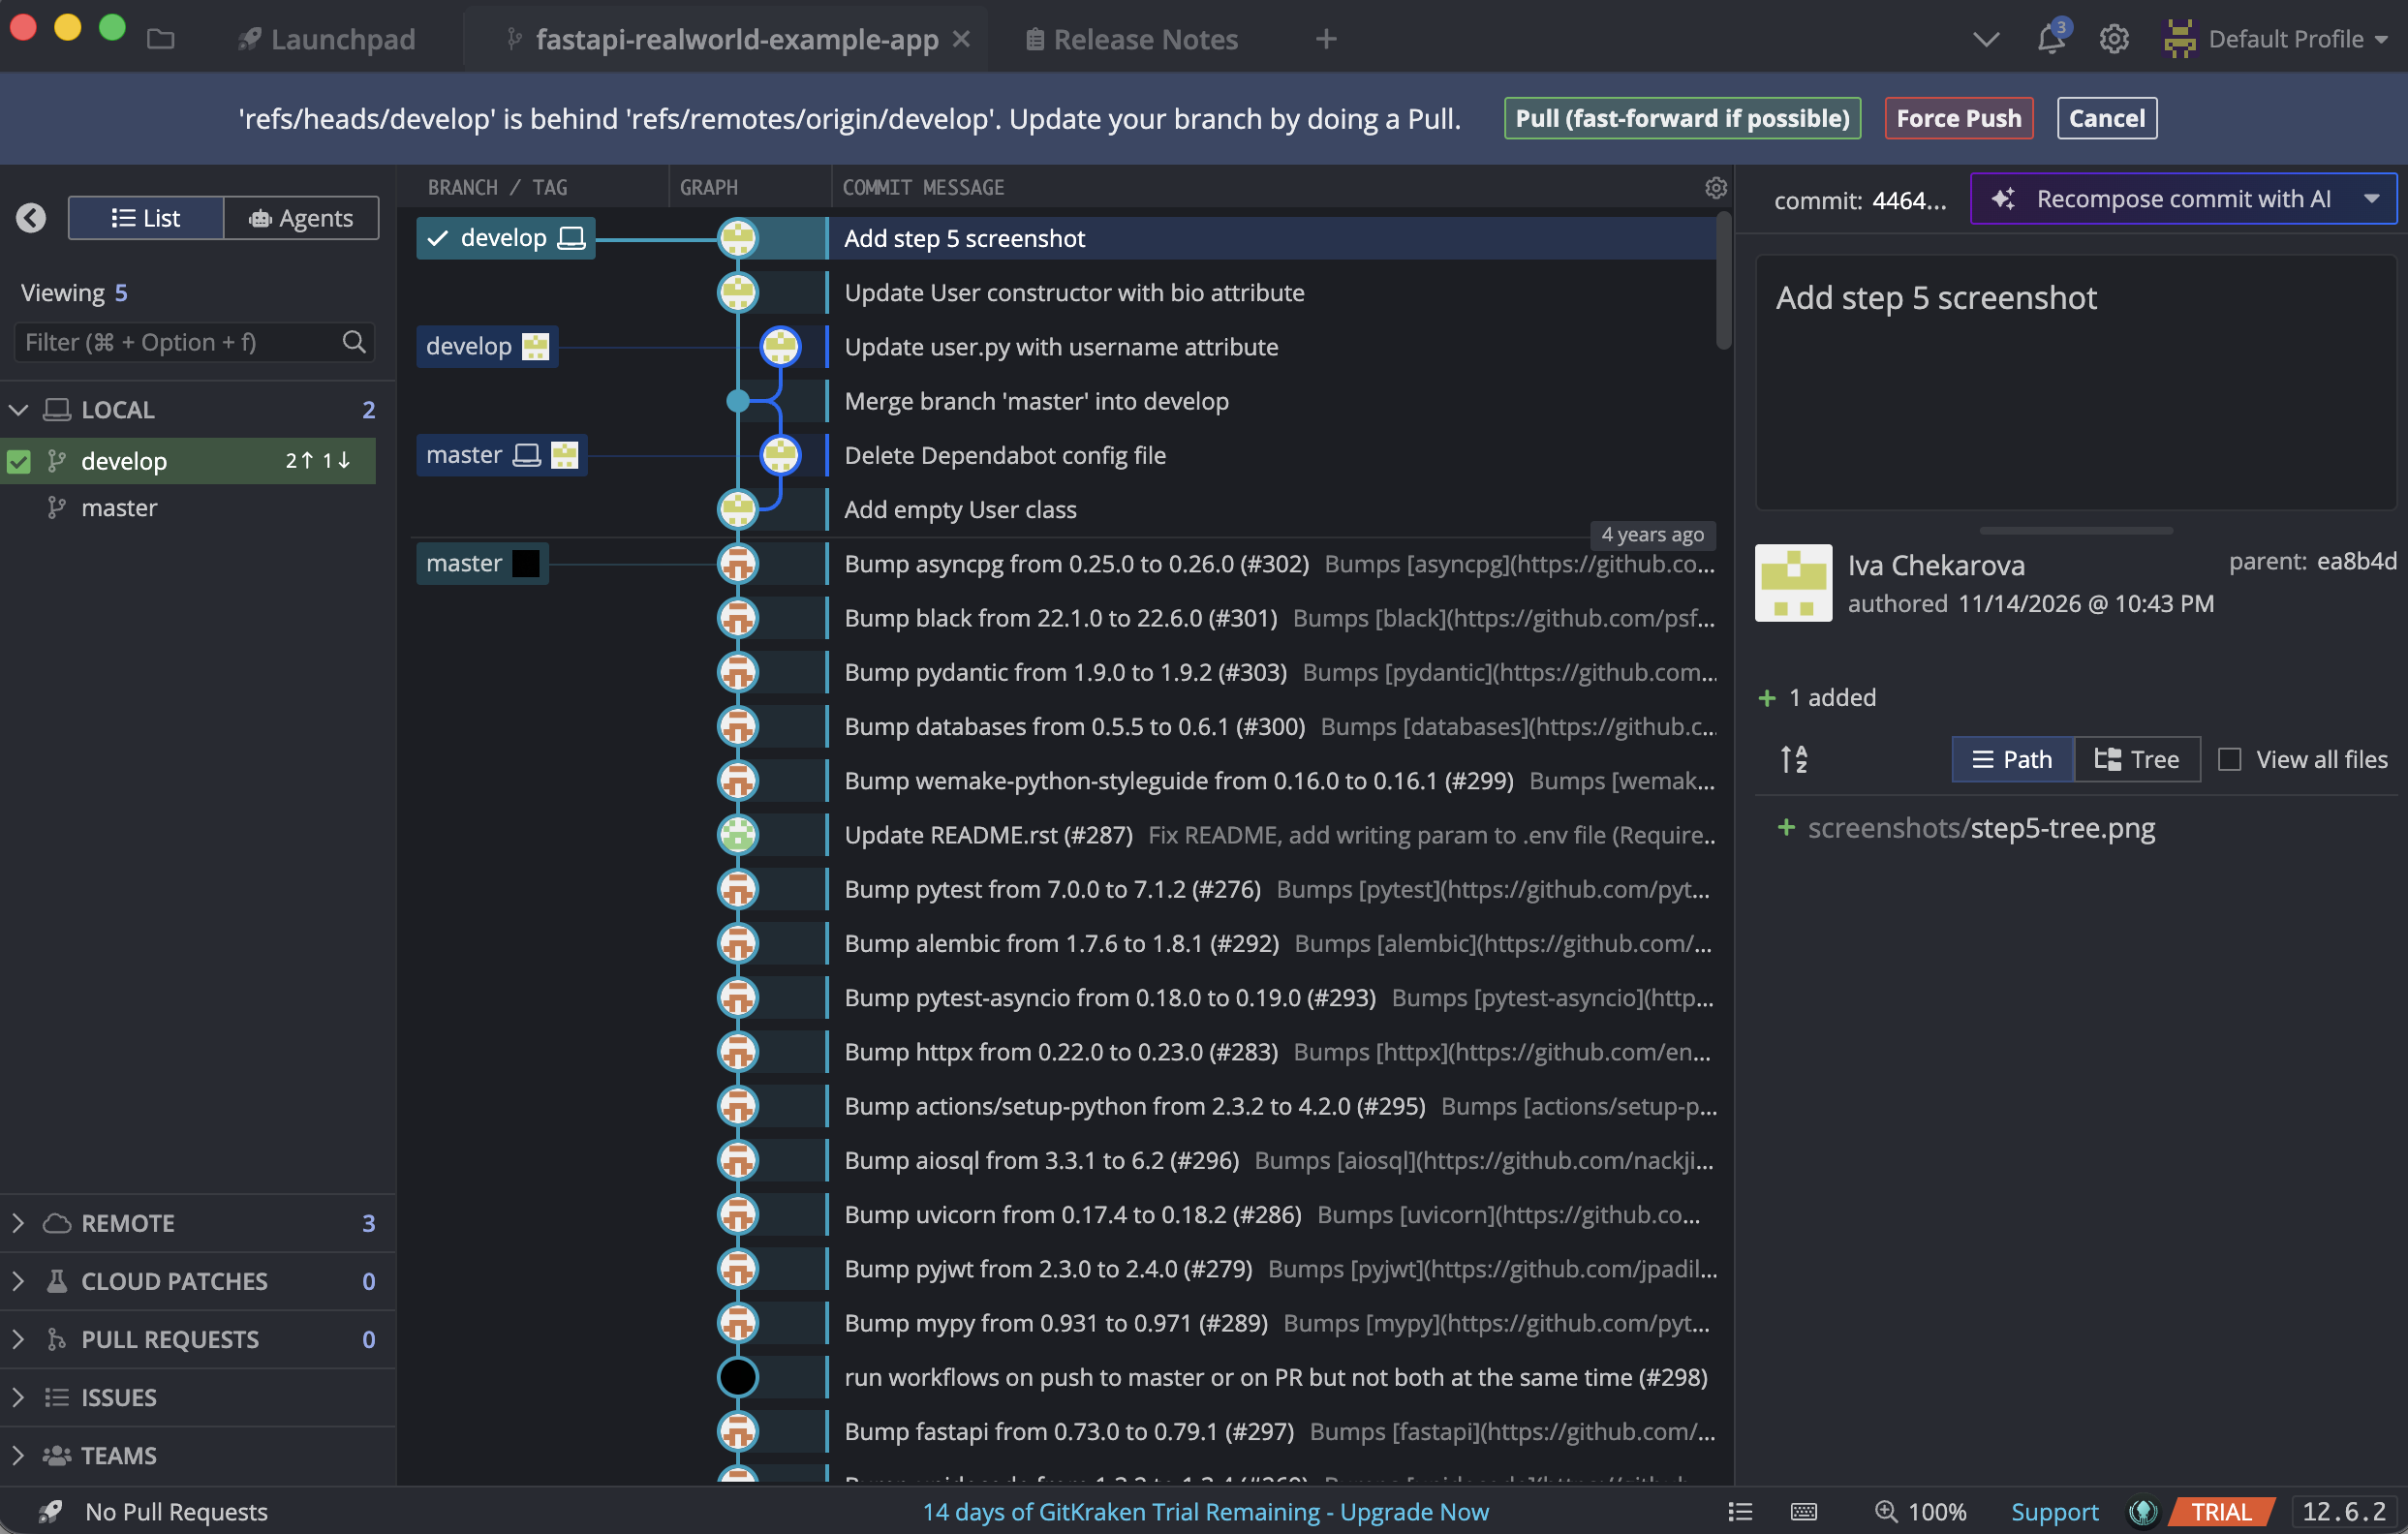 Launchpad
fastapi-realworld-example-app
Release Notes
3
Default Profile
'refs/heads/develop' is behind 'refs/remotes/origin/develop'. Update your branch by doing a Pull.
Pull (fast-forward if possible)
Force Push
Cancel
List
Agents
Viewing 5
Filter (⌘ + Option + f)
LOCAL 2
develop 2↑ 1↓
master
REMOTE 3
CLOUD PATCHES 0
PULL REQUESTS 0
ISSUES
TEAMS
BRANCH / TAG GRAPH COMMIT MESSAGE
develop Add step 5 screenshot
Update User constructor with bio attribute
develop Update user.py with username attribute
Merge branch 'master' into develop
master Delete Dependabot config file
Add empty User class
4 years ago
master Bump asyncpg from 0.25.0 to 0.26.0 (#302) Bumps [asyncpg](https://github.co...
Bump black from 22.1.0 to 22.6.0 (#301) Bumps [black](https://github.com/psf...
Bump pydantic from 1.9.0 to 1.9.2 (#303) Bumps [pydantic](https://github.com...
Bump databases from 0.5.5 to 0.6.1 (#300) Bumps [databases](https://github.c...
Bump wemake-python-styleguide from 0.16.0 to 0.16.1 (#299) Bumps [wemak...
Update README.rst (#287) Fix README, add writing param to .env file (Require...
Bump pytest from 7.0.0 to 7.1.2 (#276) Bumps [pytest](https://github.com/pyt...
Bump alembic from 1.7.6 to 1.8.1 (#292) Bumps [alembic](https://github.com/...
Bump pytest-asyncio from 0.18.0 to 0.19.0 (#293) Bumps [pytest-asyncio](http...
Bump httpx from 0.22.0 to 0.23.0 (#283) Bumps [httpx](https://github.com/en...
Bump actions/setup-python from 2.3.2 to 4.2.0 (#295) Bumps [actions/setup-p...
Bump aiosql from 3.3.1 to 6.2 (#296) Bumps [aiosql](https://github.com/nackji...
Bump uvicorn from 0.17.4 to 0.18.2 (#286) Bumps [uvicorn](https://github.co...
Bump pyjwt from 2.3.0 to 2.4.0 (#279) Bumps [pyjwt](https://github.com/jpadil...
Bump mypy from 0.931 to 0.971 (#289) Bumps [mypy](https://github.com/pyt...
run workflows on push to master or on PR but not both at the same time (#298)
Bump fastapi from 0.73.0 to 0.79.1 (#297) Bumps [fastapi](https://github.com/...
commit: 4464...
Recompose commit with AI
Add step 5 screenshot
Iva Chekarova
parent: ea8b4d
authored 11/14/2026 @ 10:43 PM
+ 1 added
A
Z
Path
Tree
View all files
+ screenshots/step5-tree.png
No Pull Requests
14 days of GitKraken Trial Remaining - Upgrade Now
100%
Support
TRIAL
12.6.2